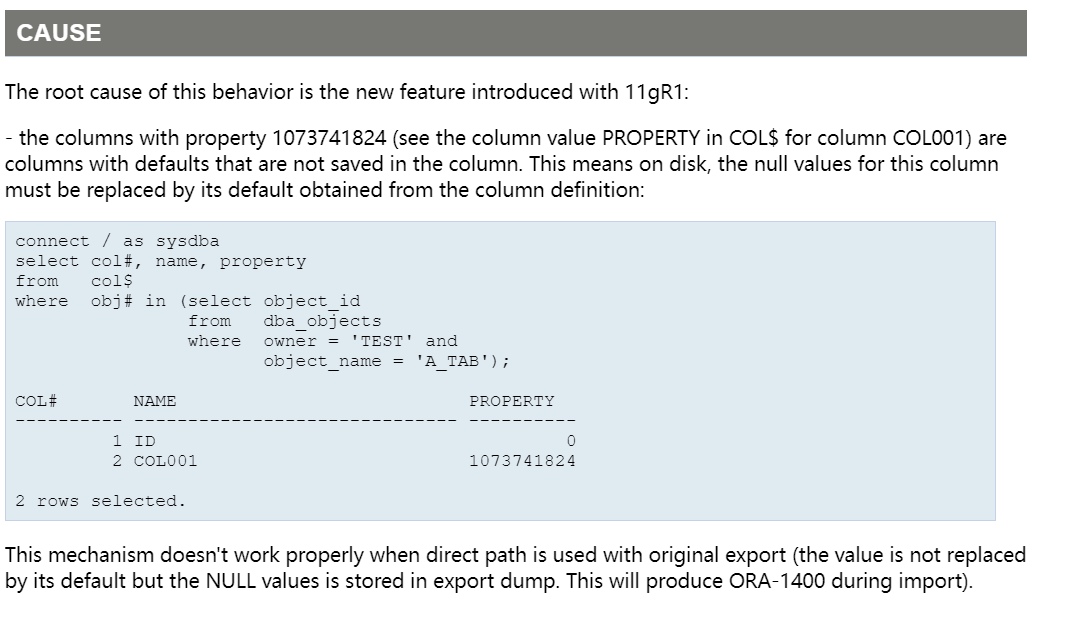 CAUSE
The root cause of this behavior is the new feature introduced with 11gR1:
- the columns with property 1073741824 (see the column value PROPERTY in COL$ for column COL001) are
columns with defaults that are not saved in the column. This means on disk, the null values for this column
must be replaced by its default obtained from the column definition:
connect / as sysdba
select col#, name, property
from   col$
where  obj# in (select object_id
                from   dba_objects
                where  owner = 'TEST' and
                       object_name = 'A_TAB');
COL#       NAME                           PROPERTY
---------- ------------------------------ ----------
         1 ID                                      0
         2 COL001                         1073741824
2 rows selected.
This mechanism doesn't work properly when direct path is used with original export (the value is not replaced
by its default but the NULL values is stored in export dump. This will produce ORA-1400 during import).